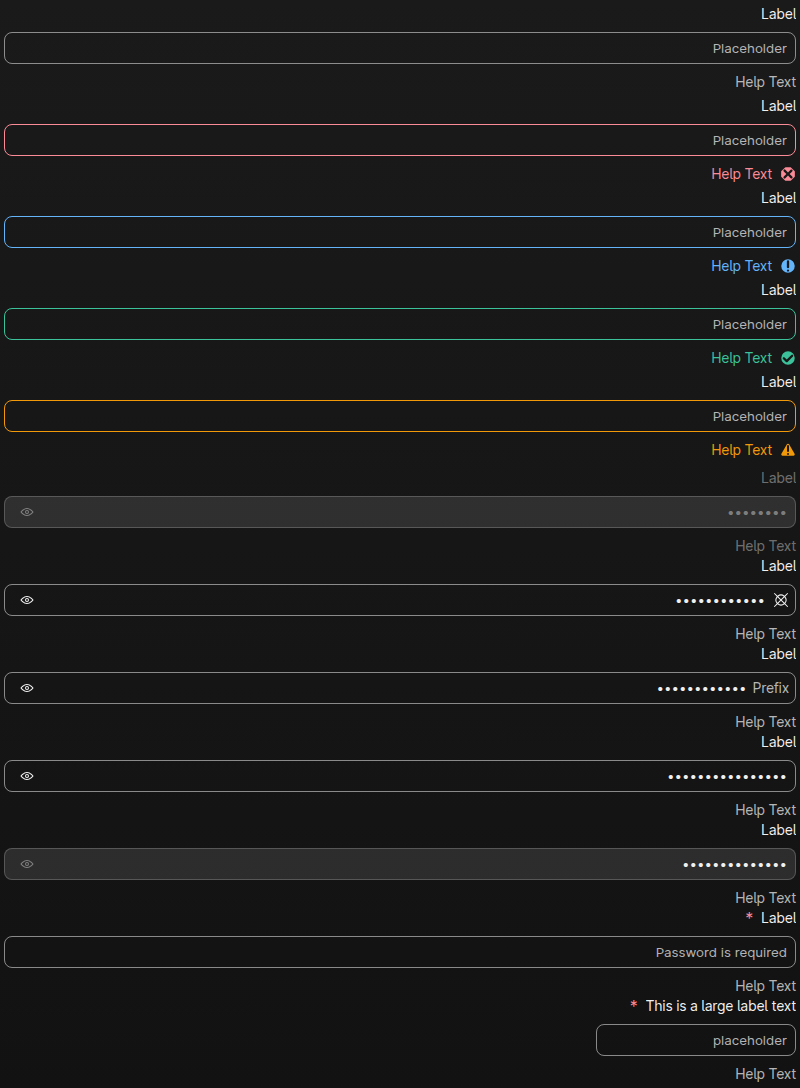 Label
Placeholder
Help Text
Label
Placeholder
Help Text
Label
Placeholder
Help Text
Label
Placeholder
Help Text
Label
Placeholder
Help Text
Label
••••••••
Help Text
Label
••••••••••••
Help Text
Label
•••••••••••• Prefix
Help Text
Label
••••••••••••••••
Help Text
Label
••••••••••••••
Help Text
* Label
Password is required
Help Text
* This is a large label text
placeholder
Help Text